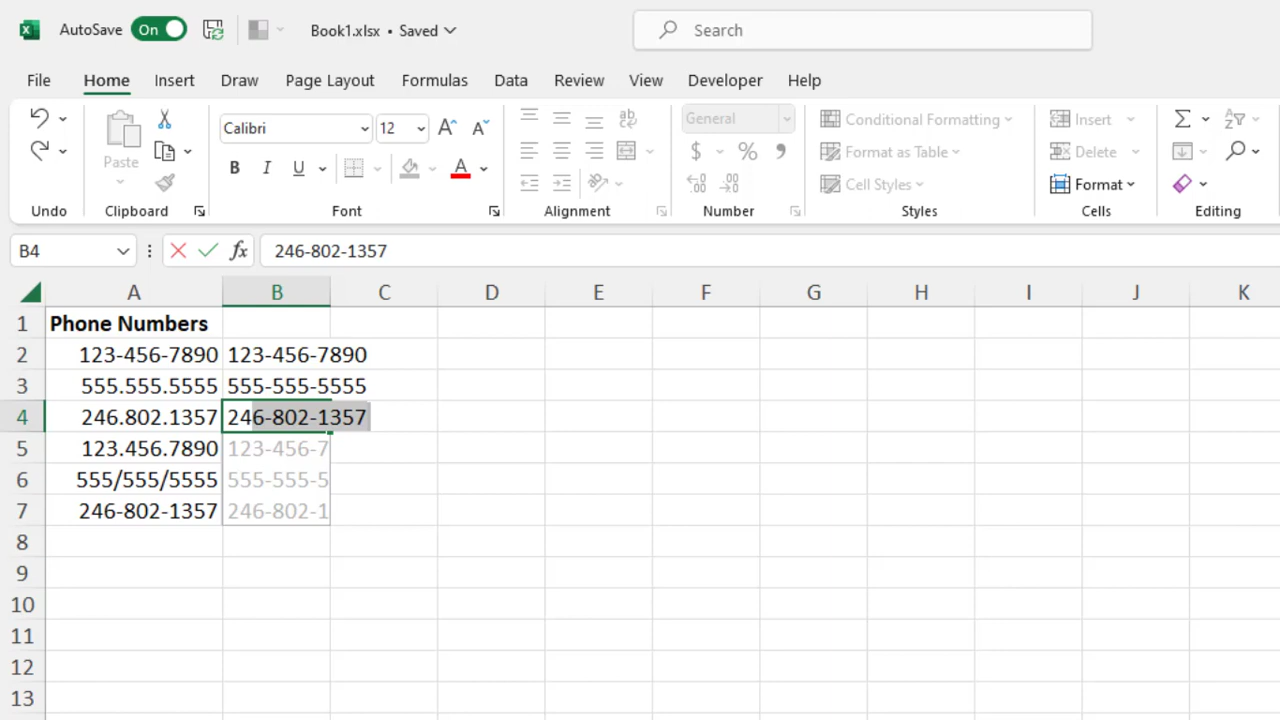 AutoSave On Book1.xlsx • Saved Search
File Home Insert Draw Page Layout Formulas Data Review View Developer Help
Paste Calibri 12 A A B I U A ab General $ % , Conditional Formatting Format as Table Cell Styles Insert Delete Format
Undo Clipboard Font Alignment Number Styles Cells Editing
B4 fx 246-802-1357
A B C D E F G H I J K
1 Phone Numbers
2 123-456-7890 123-456-7890
3 555.555.5555 555-555-5555
4 246.802.1357 246-802-1357
5 123.456.7890 123-456-7
6 555/555/5555 555-555-5
7 246-802-1357 246-802-1
8
9
10
11
12
13